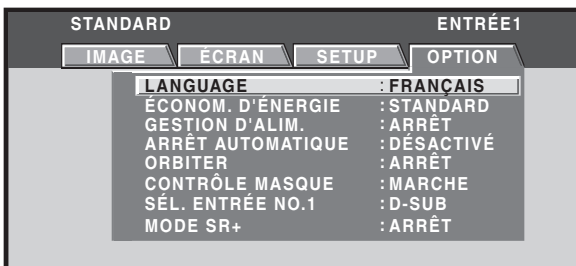 STANDARD ENTRÉE1
IMAGE ÉCRAN SETUP OPTION
LANGUAGE : FRANÇAIS
ÉCONOM. D'ÉNERGIE : STANDARD
GESTION D'ALIM. : ARRÊT
ARRÊT AUTOMATIQUE : DÉSACTIVÉ
ORBITER : ARRÊT
CONTRÔLE MASQUE : MARCHE
SÉL. ENTRÉE NO.1 : D-SUB
MODE SR+ : ARRÊT